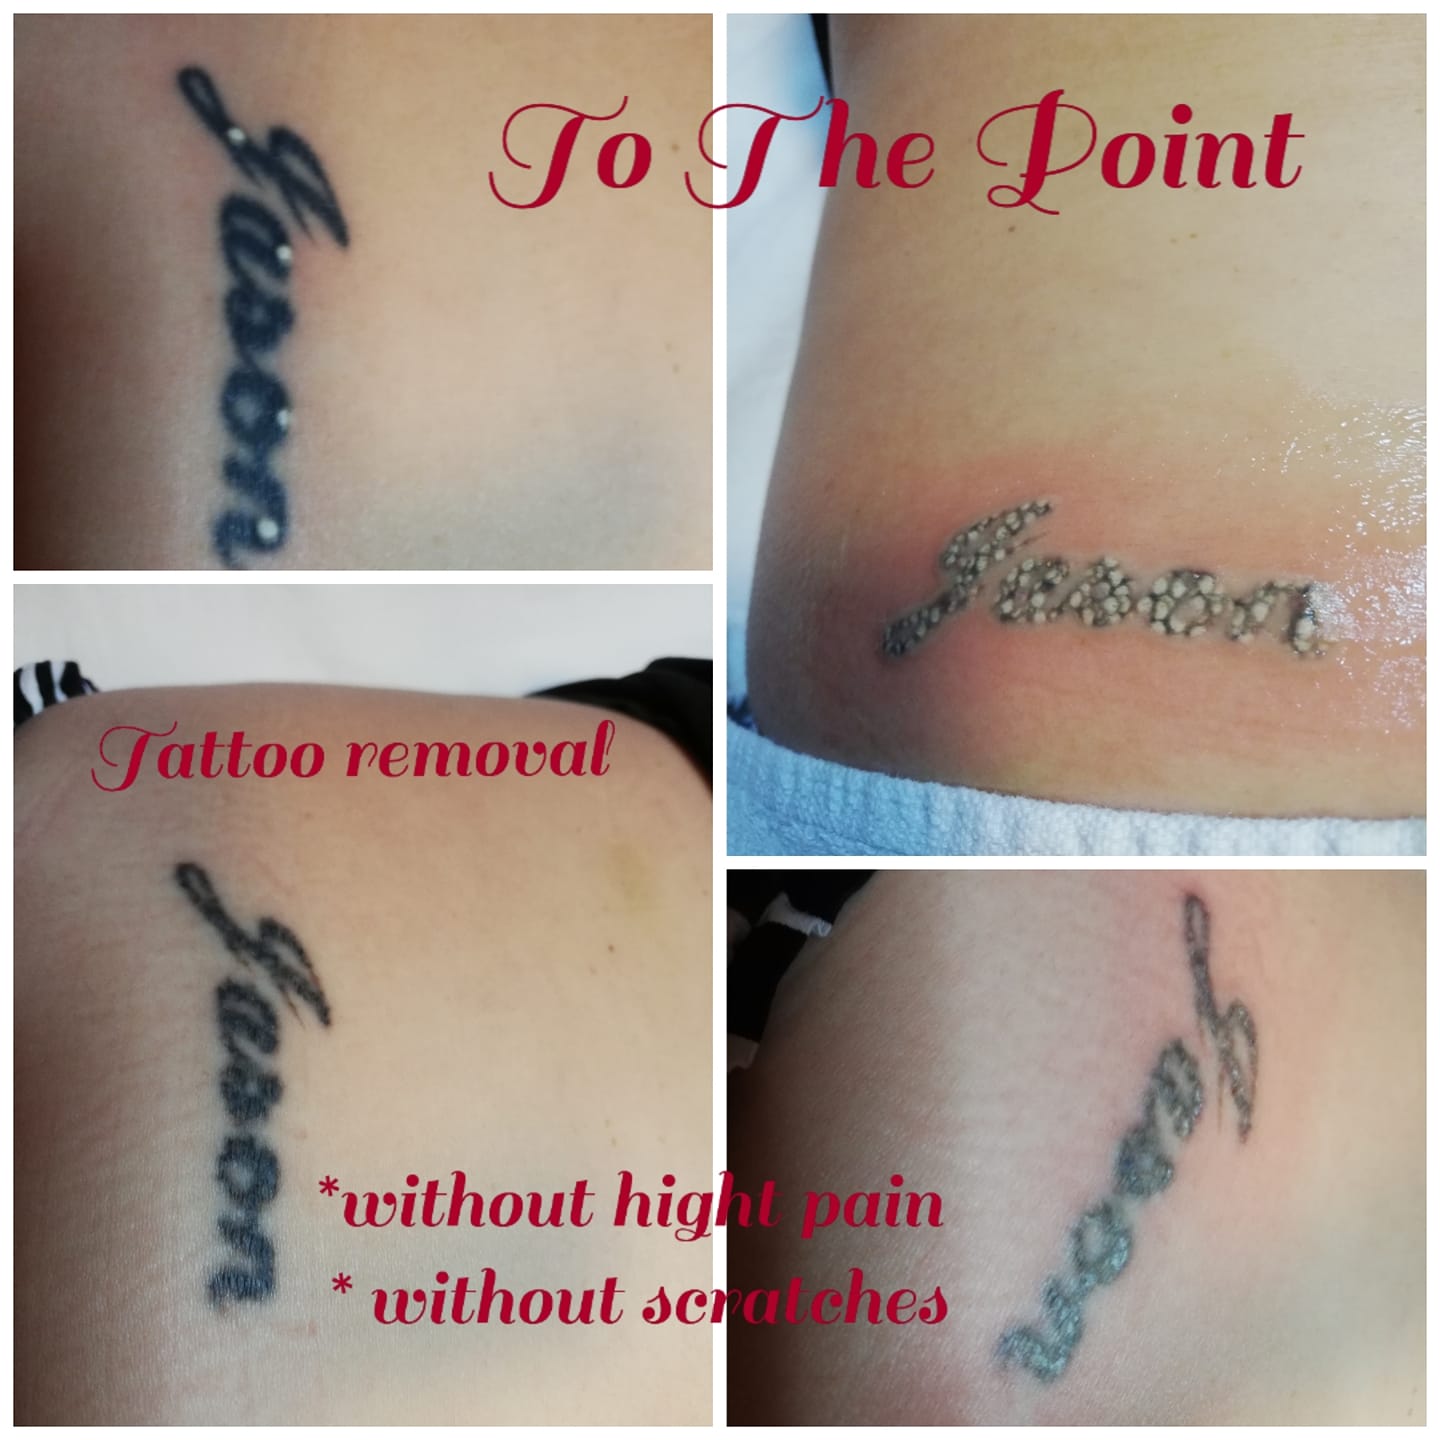 To The Point
Jason
Jason
Tattoo removal
Jason
Jason
*without hight pain
* without scratches